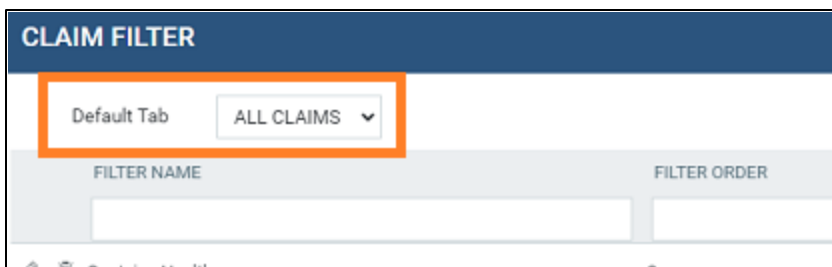 CLAIM FILTER
Default Tab ALL CLAIMS
FILTER NAME FILTER ORDER